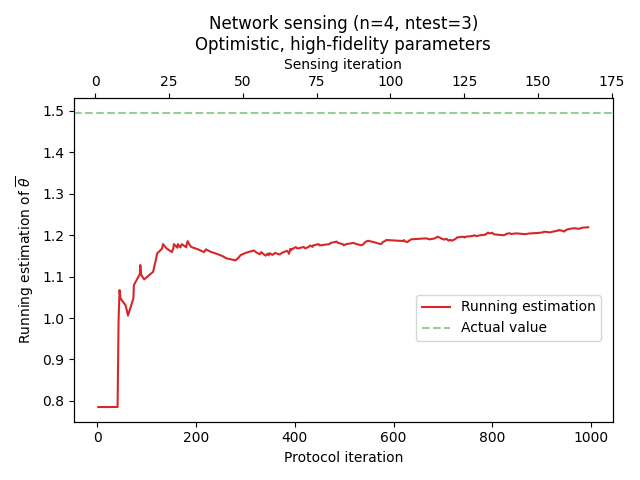 Network sensing (n=4, ntest=3)
Optimistic, high-fidelity parameters
Sensing iteration
0 25 50 75 100 125 150 175
1.5
1.4
1.3
1.2
1.1
1.0
0.9
0.8
Running estimation of θ̅
Running estimation
Actual value
0 200 400 600 800 1000
Protocol iteration